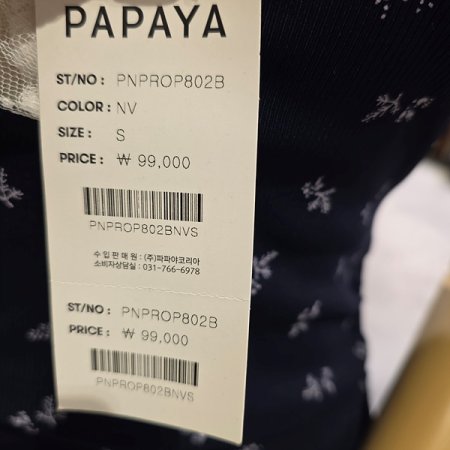 PAPAYA
ST/NO : PNPROP802B
COLOR : NV
SIZE : S
PRICE : ₩ 99,000
PNPROP802BNVS
수 입 판 매 원 : (주)파파야코리아
소비자상담실 : 031-766-6978
ST/NO : PNPROP802B
PRICE : ₩ 99,000
PNPROP802BNVS